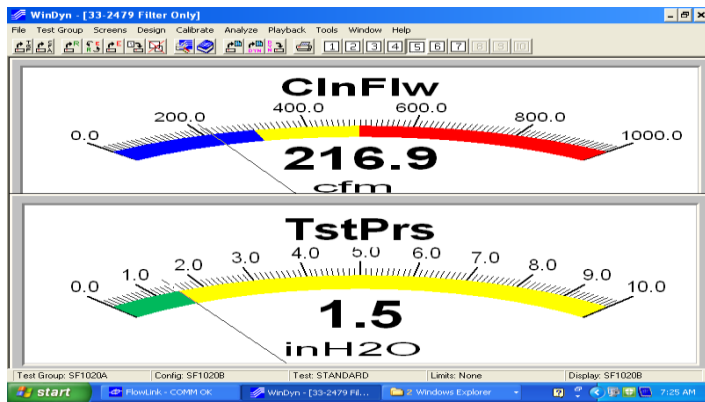 WinDyn - [33-2479 Filter Only]
File Test Group Screens Design Calibrate Analyze Playback Tools Window Help
1 2 3 4 5 6 7 8 9 10
ClnFlw
0.0 200.0 400.0 600.0 800.0 1000.0
216.9
cfm
TstPrs
0.0 1.0 2.0 3.0 4.0 5.0 6.0 7.0 8.0 9.0 10.0
1.5
inH2O
Test Group: SF1020A Config: SF1020B Test: STANDARD Limits: None Display: SF1020B
start FlowLink - COMM OK WinDyn - [33-2479 Fil... 2 Windows Explorer 7:25 AM